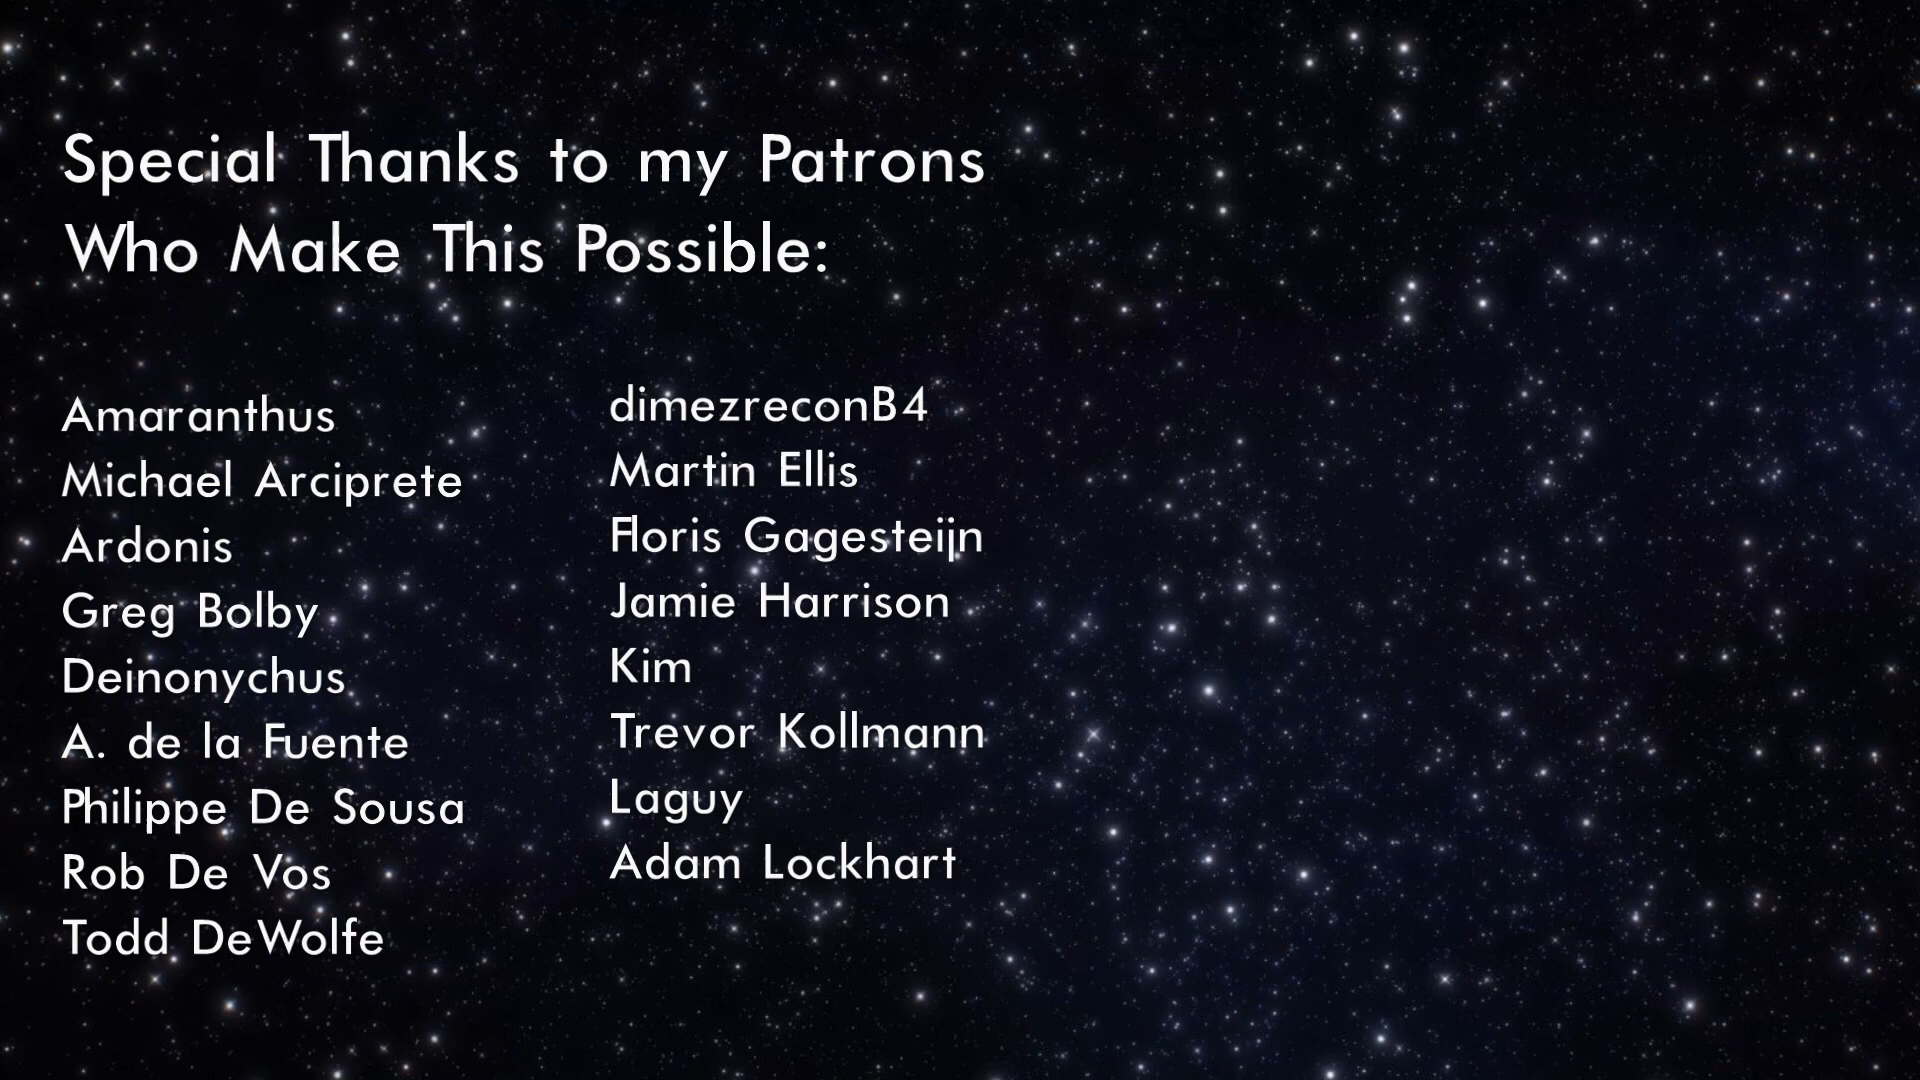 Special Thanks to my Patrons
Who Make This Possible:
Amaranthus
Michael Arciprete
Ardonis
Greg Bolby
Deinonychus
A. de la Fuente
Philippe De Sousa
Rob De Vos
Todd DeWolfe
dimezreconB4
Martin Ellis
Floris Gagesteijn
Jamie Harrison
Kim
Trevor Kollmann
Laguy
Adam Lockhart